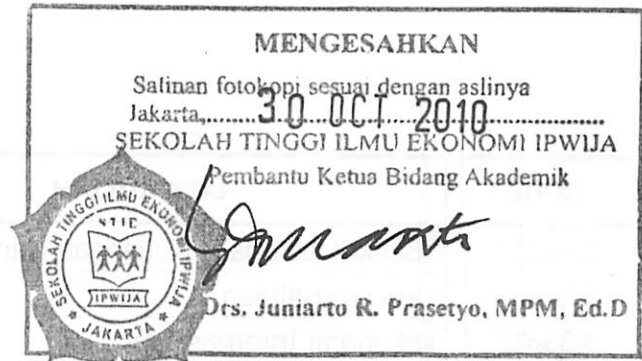 MENGESAHKAN
Salinan fotokopi sesuai dengan aslinya
Jakarta,........30 OCT 2010................
SEKOLAH TINGGI ILMU EKONOMI IPWIJA
Pembantu Ketua Bidang Akademik
SEKOLAH TINGGI ILMU EKONOMI IPWIJA
STIE
IPWIJA
* JAKARTA *
Drs. Juniarto R. Prasetyo, MPM, Ed.D